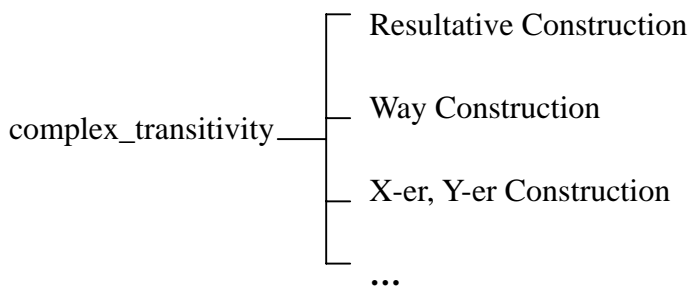 Resultative Construction
Way Construction
complex_transitivity
X-er, Y-er Construction
...